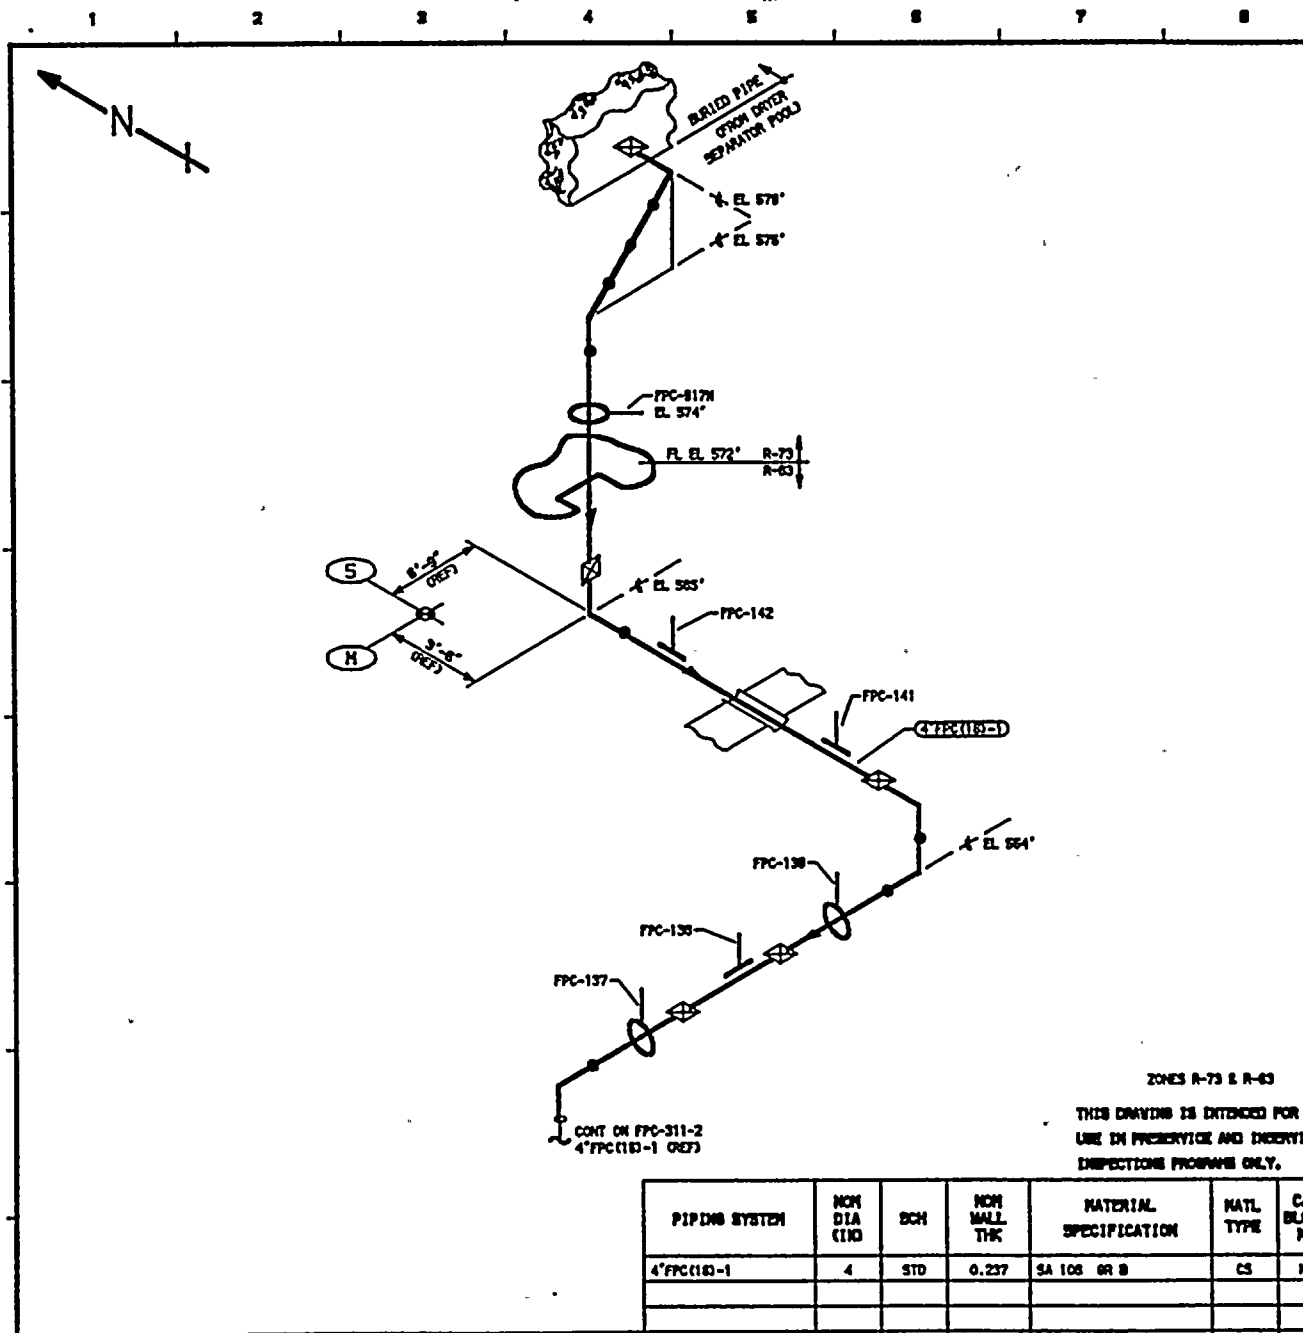 1 2 3 4 5 6 7 8
N
BURIED PIPE
(FROM DRYER
SEPARATOR POOL)
EL 578'
EL 576'
FPC-917N
EL 574'
FL EL 572' R-73
R-63
S
8'-9"
(REF)
M
3'-6"
(REF)
EL 565'
FPC-142
FPC-141
4"FPC(18)-1
EL 564'
FPC-138
FPC-137
CONT ON FPC-311-2
4"FPC(18)-1 (REF)
ZONES R-73 & R-63
THIS DRAWING IS INTENDED FOR
USE IN PRESERVICE AND INSERVI
INSPECTIONS PROGRAMS ONLY.
PIPING SYSTEM
NOM
DIA
(IN)
SCH
NOM
WALL
THK
MATERIAL
SPECIFICATION
MATL
TYPE
4"FPC(18)-1 4 STD 0.237 SA 106 GR B CS